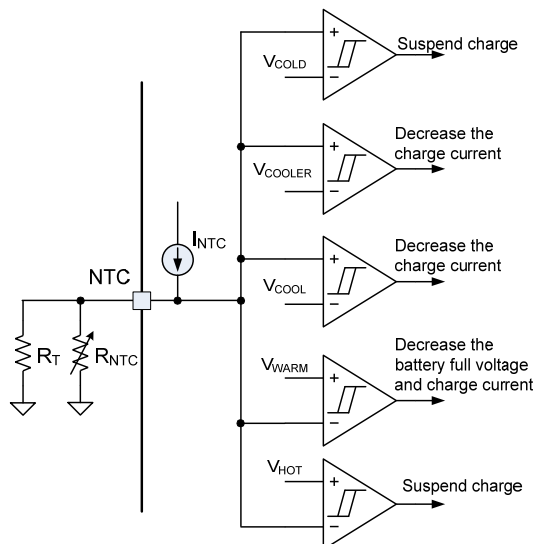 +
VCOLD
−
Suspend charge
+
VCOOLER
−
Decrease the
charge current
INTC
NTC
+
VCOOL
−
Decrease the
charge current
RT
RNTC
VWARM
+
−
Decrease the
battery full voltage
and charge current
VHOT
+
−
Suspend charge